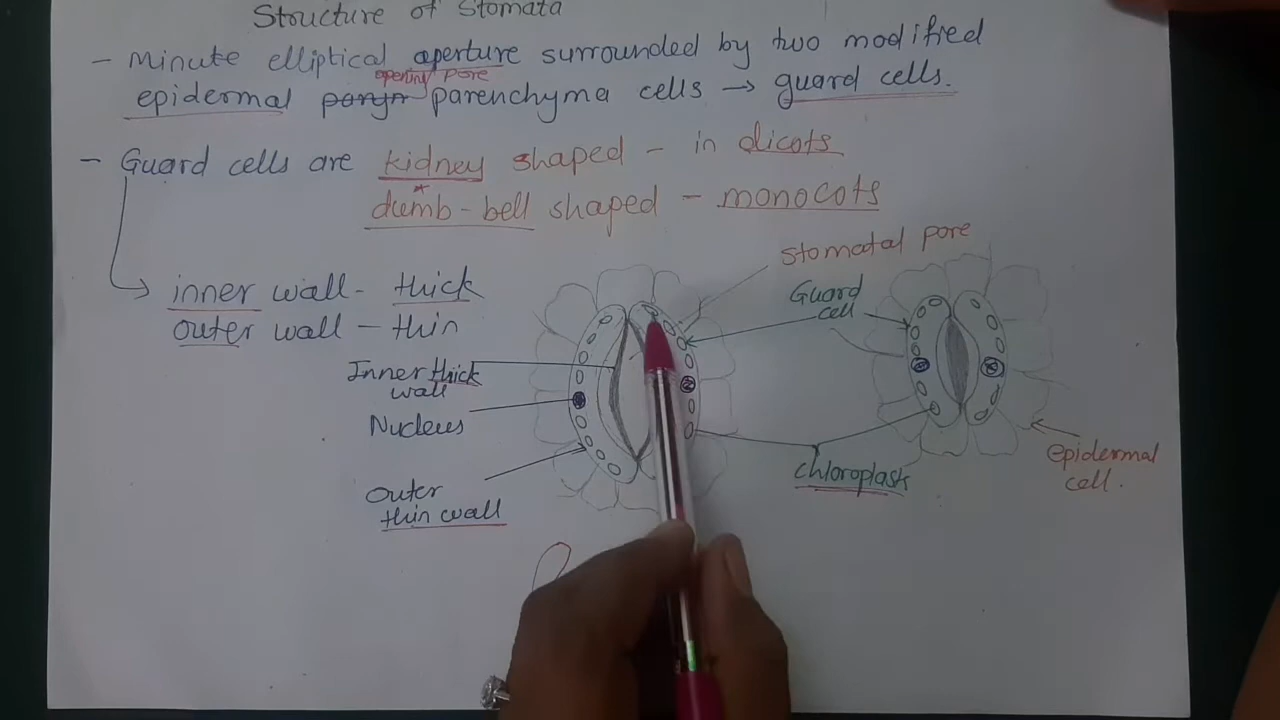 Structure of Stomata
- Minute elliptical aperture surrounded by two modified
opening pore
epidermal parenchyma cells → guard cells.
- Guard cells are kidney shaped - in dicots
dumb-bell shaped - monocots
stomatal pore
inner wall - thick
Guard cell
outer wall - thin
Inner thick
wall
Nucleus
epidermal
cell.
chloroplast
outer
thin wall